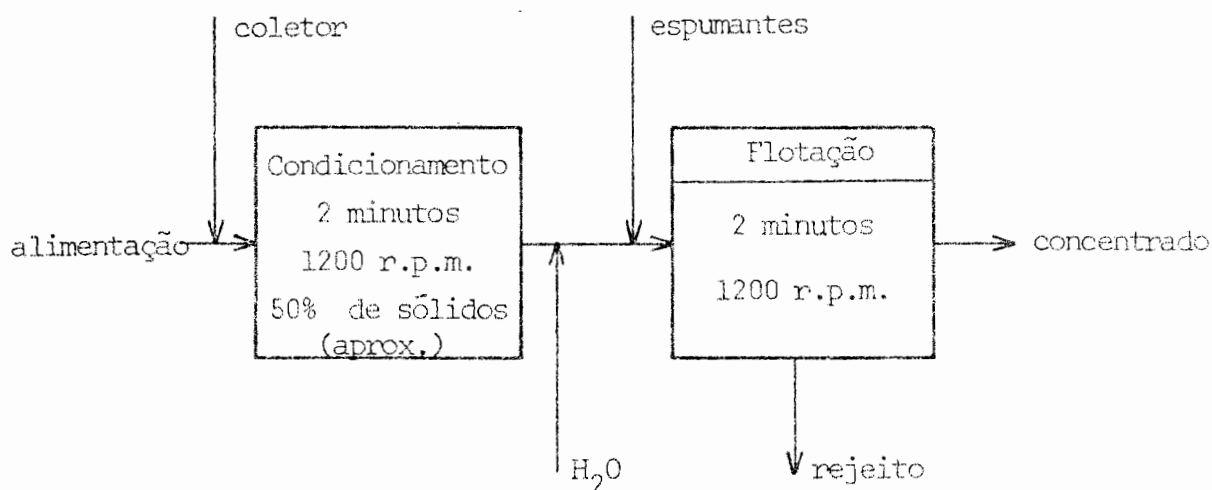 coletor
espumantes
Condicionamento
2 minutos
1200 r.p.m.
50% de sólidos
(aprox.)
Flotação
2 minutos
1200 r.p.m.
alimentação
concentrado
H₂O
rejeito